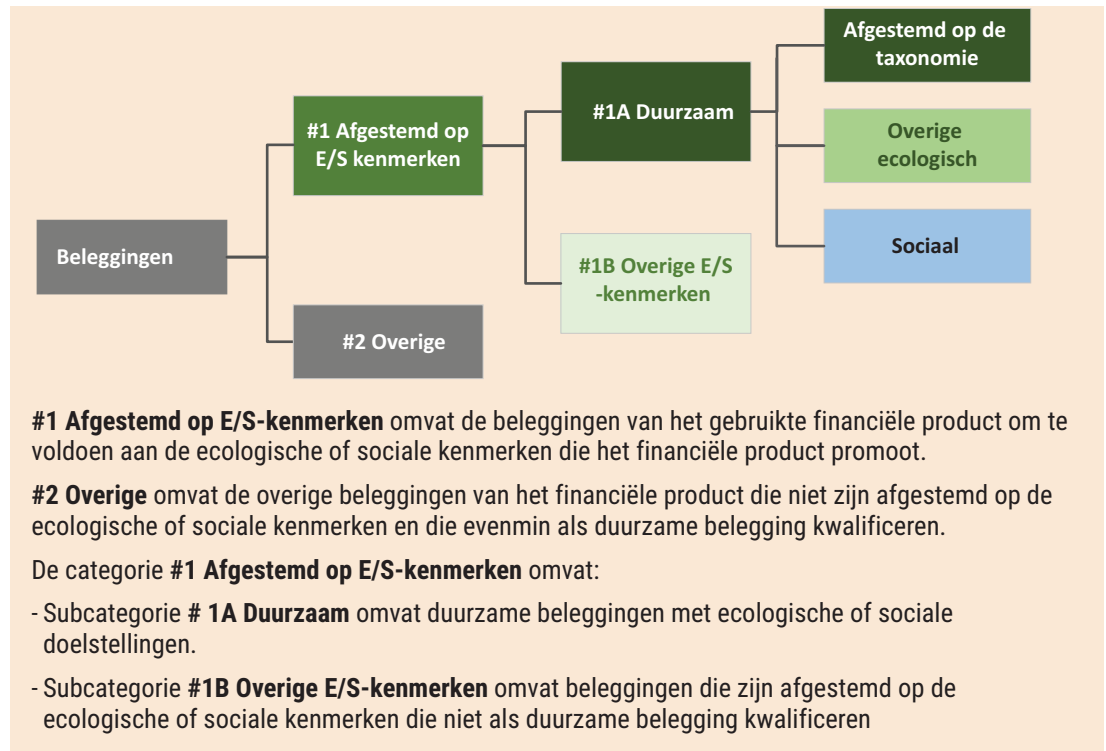 Afgestemd op de
taxonomie
#1 Afgestemd op
E/S kenmerken
#1A Duurzaam
Overige
ecologisch
Beleggingen
#1B Overige E/S
-kenmerken
Sociaal
#2 Overige
#1 Afgestemd op E/S-kenmerken omvat de beleggingen van het gebruikte financiële product om te
voldoen aan de ecologische of sociale kenmerken die het financiële product promoot.
#2 Overige omvat de overige beleggingen van het financiële product die niet zijn afgestemd op de
ecologische of sociale kenmerken en die evenmin als duurzame belegging kwalificeren.
De categorie #1 Afgestemd op E/S-kenmerken omvat:
- Subcategorie # 1A Duurzaam omvat duurzame beleggingen met ecologische of sociale
doelstellingen.
- Subcategorie #1B Overige E/S-kenmerken omvat beleggingen die zijn afgestemd op de
ecologische of sociale kenmerken die niet als duurzame belegging kwalificeren